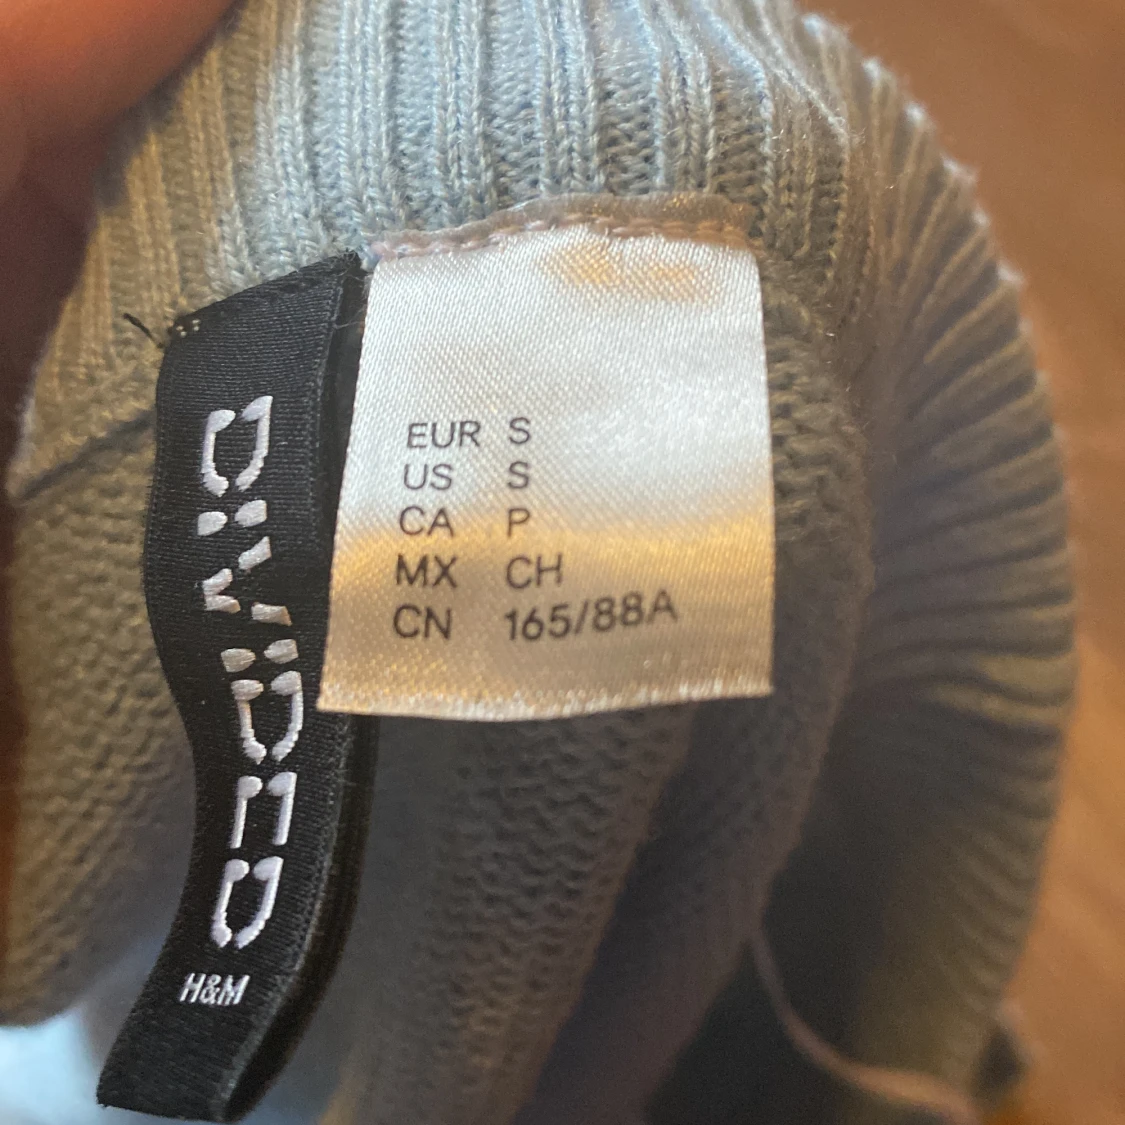 DIVIDED
H&M
EUR S
US S
CA P
MX CH
CN 165/88A